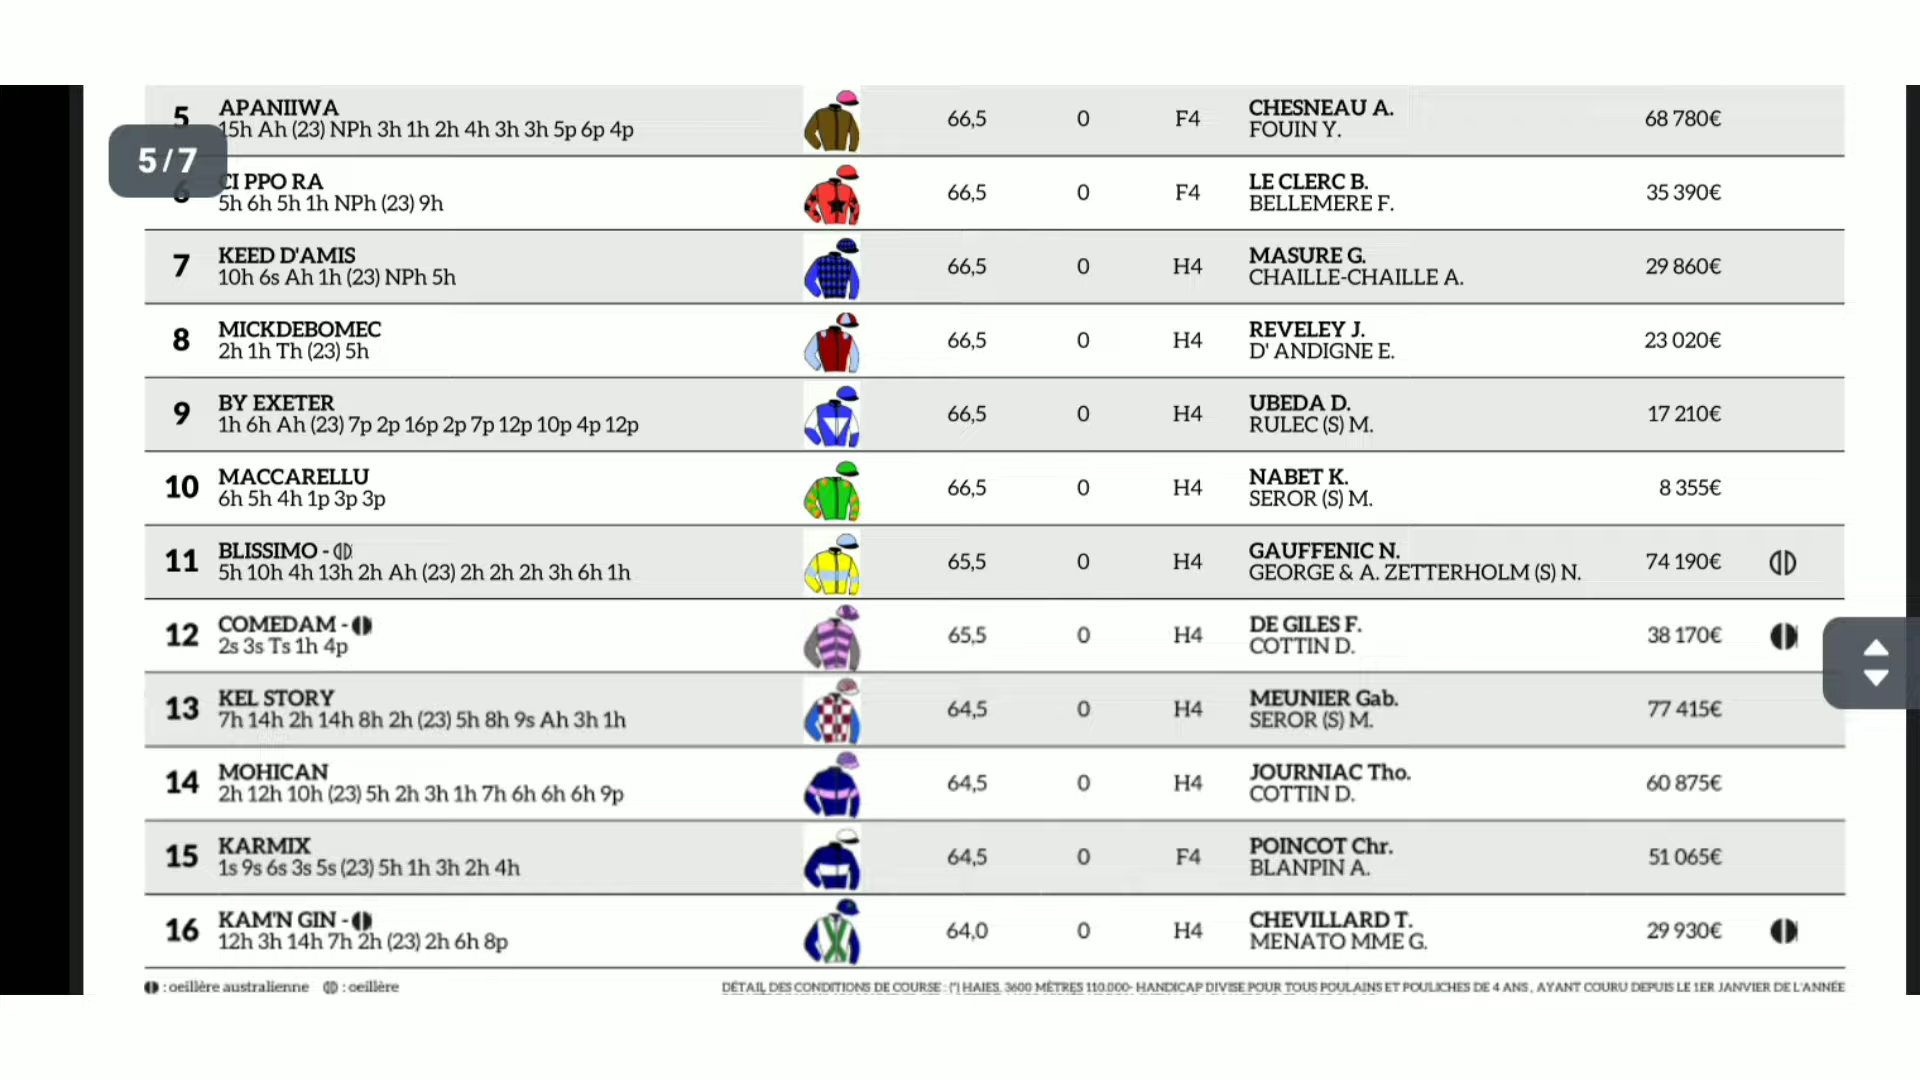 5 APANIIWA 66,5 0 F4 CHESNEAU A. 68 780€
15h Ah (23) NPh 3h 1h 2h 4h 3h 3h 5p 6p 4p FOUIN Y.
5/7
6 CI PPO RA 66,5 0 F4 LE CLERC B. 35 390€
5h 6h 5h 1h NPh (23) 9h BELLEMERE F.
7 KEED D'AMIS 66,5 0 H4 MASURE G. 29 860€
10h 6s Ah 1h (23) NPh 5h CHAILLE-CHAILLE A.
8 MICKDEBOMEC 66,5 0 H4 REVELEY J. 23 020€
2h 1h Th (23) 5h D' ANDIGNE E.
9 BY EXETER 66,5 0 H4 UBEDA D. 17 210€
1h 6h Ah (23) 7p 2p 16p 2p 7p 12p 10p 4p 12p RULEC (S) M.
10 MACCARELLU 66,5 0 H4 NABET K. 8 355€
6h 5h 4h 1p 3p 3p SEROR (S) M.
11 BLISSIMO - 65,5 0 H4 GAUFFENIC N. 74 190€
5h 10h 4h 13h 2h Ah (23) 2h 2h 2h 3h 6h 1h GEORGE & A. ZETTERHOLM (S) N.
12 COMEDAM - 65,5 0 H4 DE GILES F. 38 170€
2s 3s Ts 1h 4p COTTIN D.
13 KEL STORY 64,5 0 H4 MEUNIER Gab. 77 415€
7h 14h 2h 14h 8h 2h (23) 5h 8h 9s Ah 3h 1h SEROR (S) M.
14 MOHICAN 64,5 0 H4 JOURNIAC Tho. 60 875€
2h 12h 10h (23) 5h 2h 3h 1h 7h 6h 6h 6h 9p COTTIN D.
15 KARMIX 64,5 0 F4 POINCOT Chr. 51 065€
1s 9s 6s 3s 5s (23) 5h 1h 3h 2h 4h BLANPIN A.
16 KAM'N GIN - 64,0 0 H4 CHEVILLARD T. 29 930€
12h 3h 14h 7h 2h (23) 2h 6h 8p MENATO MME G.
: oeillère australienne : oeillère DÉTAIL DES CONDITIONS DE COURSE : (*) HAIES, 3600 MÈTRES 110.000- HANDICAP DIVISE POUR TOUS POULAINS ET POULICHES DE 4 ANS , AYANT COURU DEPUIS LE 1ER JANVIER DE L'ANNÉE